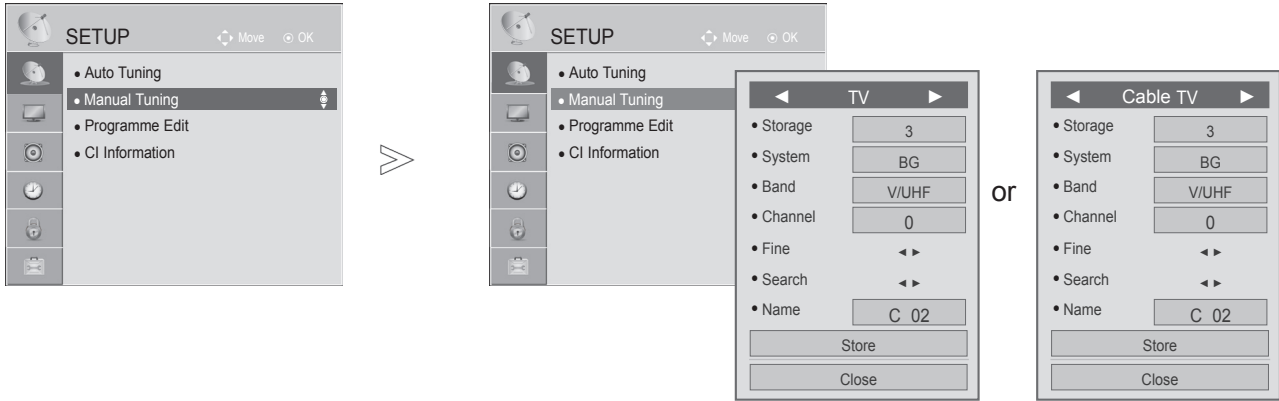 SETUP
Move OK
• Auto Tuning
• Manual Tuning
• Programme Edit
• CI Information
SETUP
Move OK
• Auto Tuning
• Manual Tuning
• Programme Edit
• CI Information
◄ TV ►
• Storage 3
• System BG
• Band V/UHF
• Channel 0
• Fine ◄ ►
• Search ◄ ►
• Name C 02
Store
Close
or
◄ Cable TV ►
• Storage 3
• System BG
• Band V/UHF
• Channel 0
• Fine ◄ ►
• Search ◄ ►
• Name C 02
Store
Close